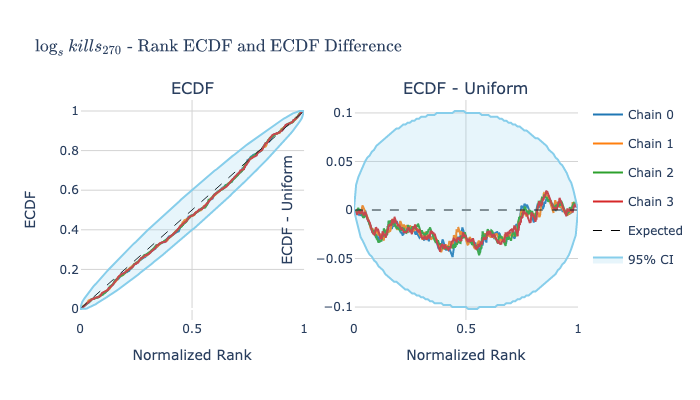 log_s kills_270 - Rank ECDF and ECDF Difference
ECDF
ECDF - Uniform
ECDF
1
0.8
0.6
0.4
0.2
0
0
0.5
1
Normalized Rank
ECDF - Uniform
0.1
0.05
0
−0.05
−0.1
0
0.5
1
Normalized Rank
Chain 0
Chain 1
Chain 2
Chain 3
Expected
95% CI